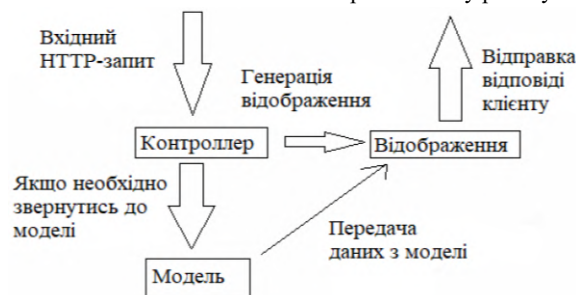 Вхідний
HTTP-запит
Генерація
відображення
Відправка
відповіді
клієнту
Контроллер
Відображення
Якщо необхідно
звернутись до
моделі
Передача
даних з моделі
Модель